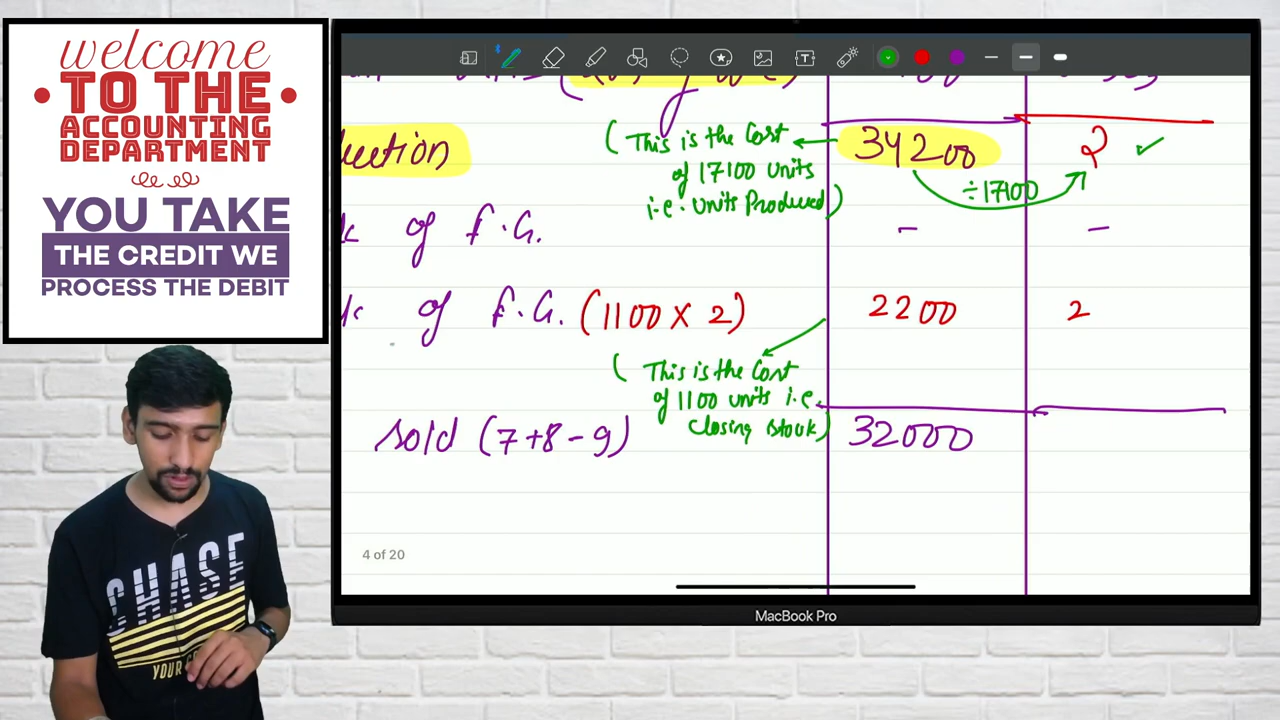 welcome
TO THE
ACCOUNTING
DEPARTMENT
YOU TAKE
THE CREDIT WE
PROCESS THE DEBIT
CHASE
YOUR
(This is the Cost
of 17100 units
i.e. units Produced)
34200
2
÷17100
uction
k of F.G.
-
-
k of F.G. (1100 x 2)
2200
2
(This is the Cost
of 1100 units i.e.
Closing stock)
sold (7+8-9)
32000
4 of 20
MacBook Pro